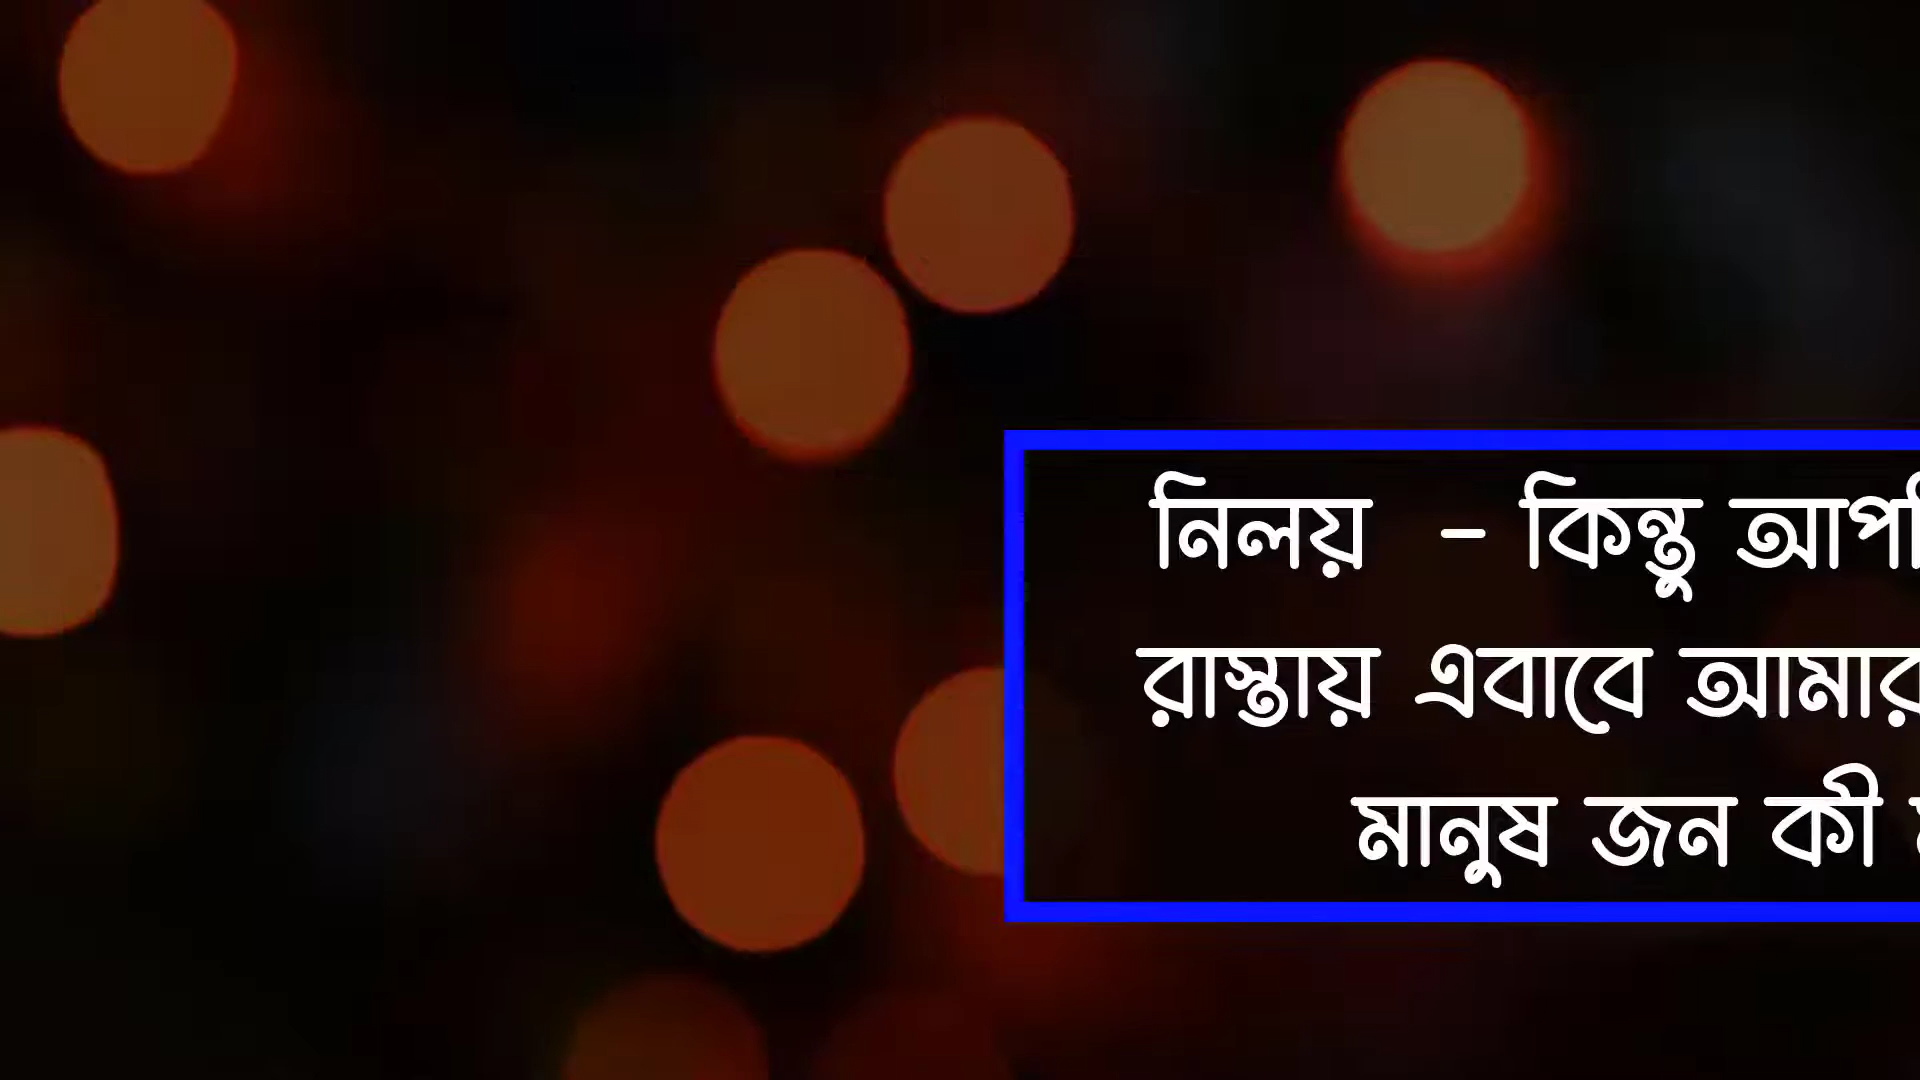 নিলয় - কিন্তু
রাস্তায় এবাবে আমার
মানুষ জন কী